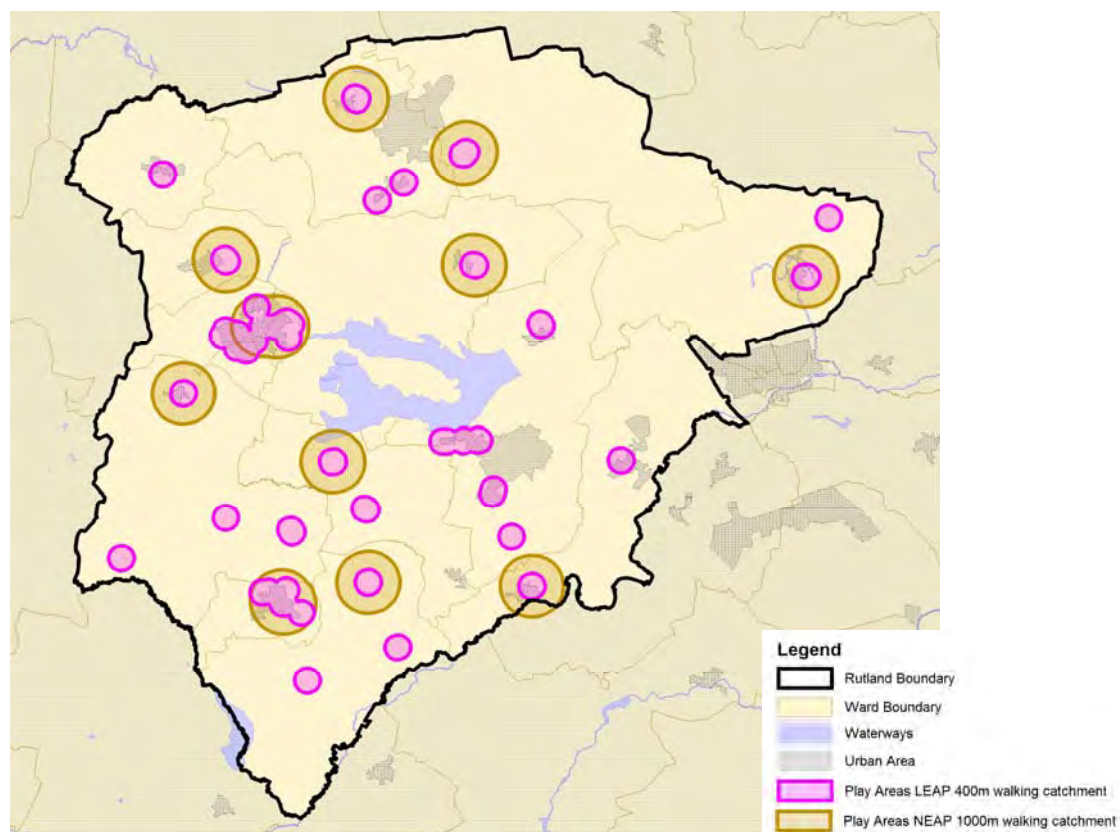 Legend
Rutland Boundary
Ward Boundary
Waterways
Urban Area
Play Areas LEAP 400m walking catchment
Play Areas NEAP 1000m walking catchment